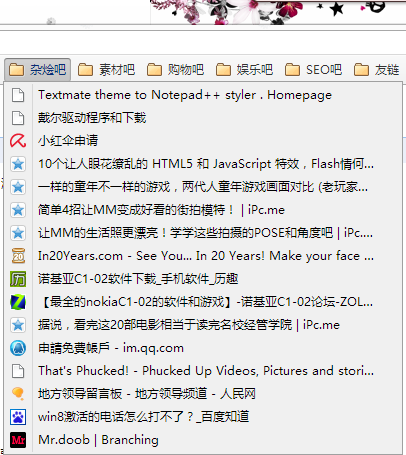 杂烩吧 素材吧 购物吧 娱乐吧 SEO吧 友链
Textmate theme to Notepad++ styler . Homepage
戴尔驱动程序和下载
小红伞申请
10个让人眼花缭乱的 HTML5 和 JavaScript 特效，Flash情何...
一样的童年不一样的游戏，两代人童年游戏画面对比 (老玩家...
简单4招让MM变成好看的街拍模特！ | iPc.me
让MM的生活照更漂亮！学学这些拍摄的POSE和角度吧 | iPc...
In20Years.com - See You... In 20 Years! Make your face ...
诺基亚C1-02软件下载_手机软件_历趣
【最全的nokiaC1-02的软件和游戏】-诺基亚C1-02论坛-ZOL...
据说，看完这20部电影相当于读完名校经管学院 | iPc.me
申請免費帳戶 - im.qq.com
That's Phucked! - Phucked Up Videos, Pictures and stori...
地方领导留言板 - 地方领导频道 - 人民网
win8激活的电话怎么打不了？_百度知道
Mr.doob | Branching